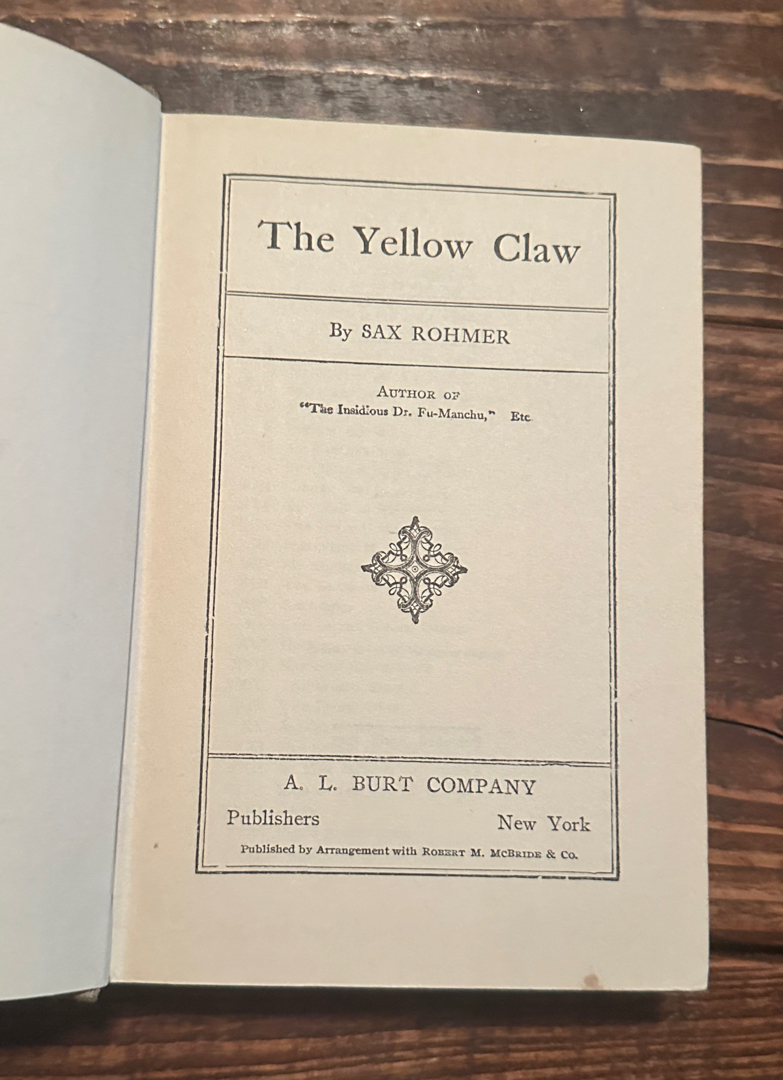 The Yellow Claw
By SAX ROHMER
AUTHOR OF
“The Insidious Dr. Fu-Manchu,” Etc
A. L. BURT COMPANY
Publishers New York
Published by Arrangement with ROBERT M. MCBRIDE & CO.